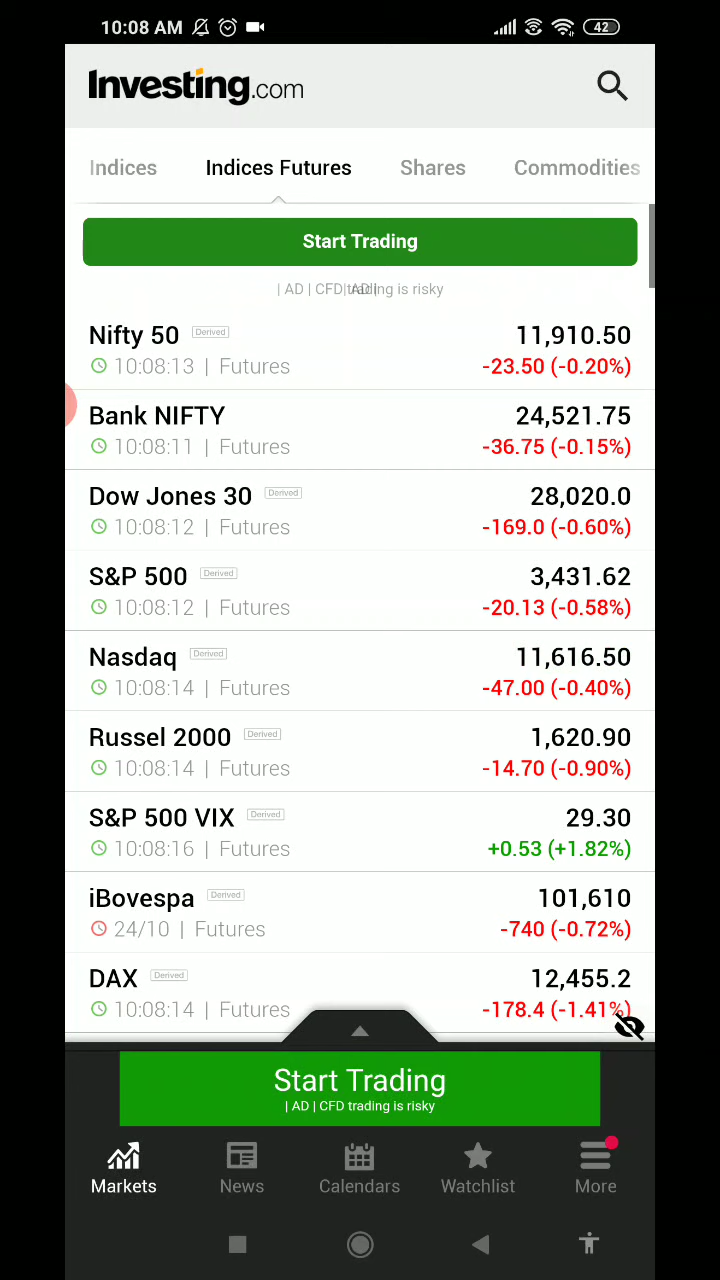 10:08 AM
42
Investing.com
Indices Indices Futures Shares Commodities
Start Trading
| AD | CFD trading is risky
Nifty 50 Derived 11,910.50
10:08:13 | Futures -23.50 (-0.20%)
Bank NIFTY 24,521.75
10:08:11 | Futures -36.75 (-0.15%)
Dow Jones 30 Derived 28,020.0
10:08:12 | Futures -169.0 (-0.60%)
S&P 500 Derived 3,431.62
10:08:12 | Futures -20.13 (-0.58%)
Nasdaq Derived 11,616.50
10:08:14 | Futures -47.00 (-0.40%)
Russel 2000 Derived 1,620.90
10:08:14 | Futures -14.70 (-0.90%)
S&P 500 VIX Derived 29.30
10:08:16 | Futures +0.53 (+1.82%)
iBovespa Derived 101,610
24/10 | Futures -740 (-0.72%)
DAX Derived 12,455.2
10:08:14 | Futures -178.4 (-1.41%)
Start Trading
| AD | CFD trading is risky
Markets News Calendars Watchlist More